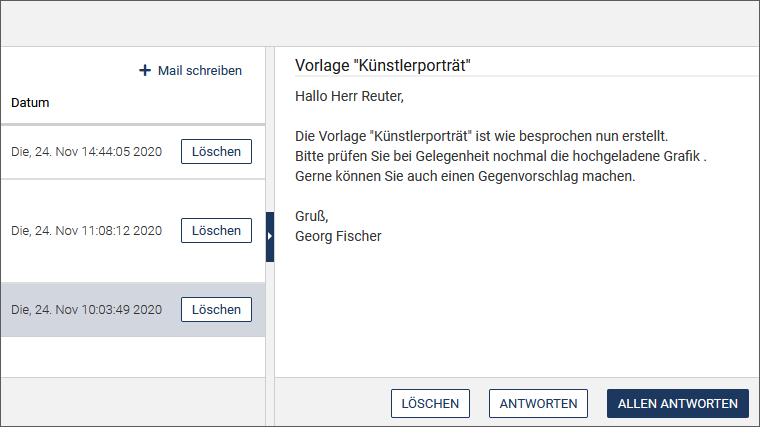 Mail schreiben
Datum
Die, 24. Nov 14:44:05 2020 Löschen
Die, 24. Nov 11:08:12 2020 Löschen
Die, 24. Nov 10:03:49 2020 Löschen
Vorlage "Künstlerporträt"
Hallo Herr Reuter,
Die Vorlage "Künstlerporträt" ist wie besprochen nun erstellt.
Bitte prüfen Sie bei Gelegenheit nochmal die hochgeladene Grafik .
Gerne können Sie auch einen Gegenvorschlag machen.
Gruß,
Georg Fischer
LÖSCHEN ANTWORTEN ALLEN ANTWORTEN